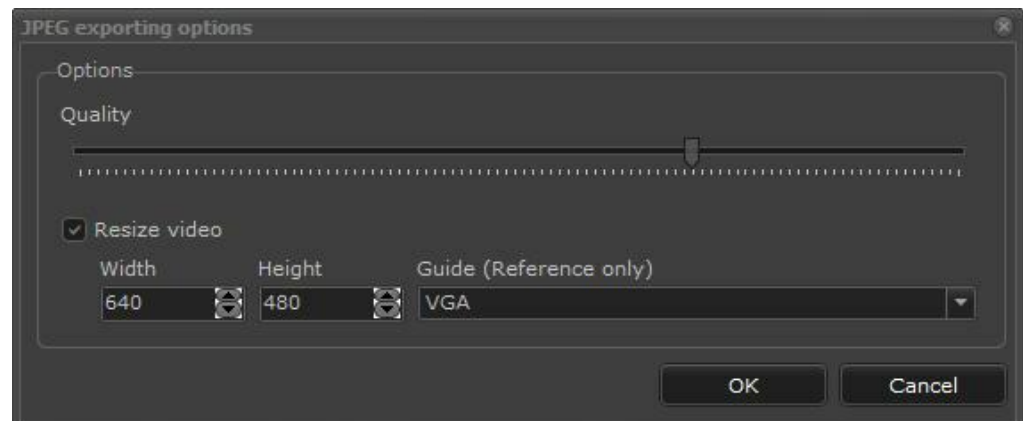 JPEG exporting options
Options
Quality
Resize video
Width Height Guide (Reference only)
640 480 VGA
OK Cancel